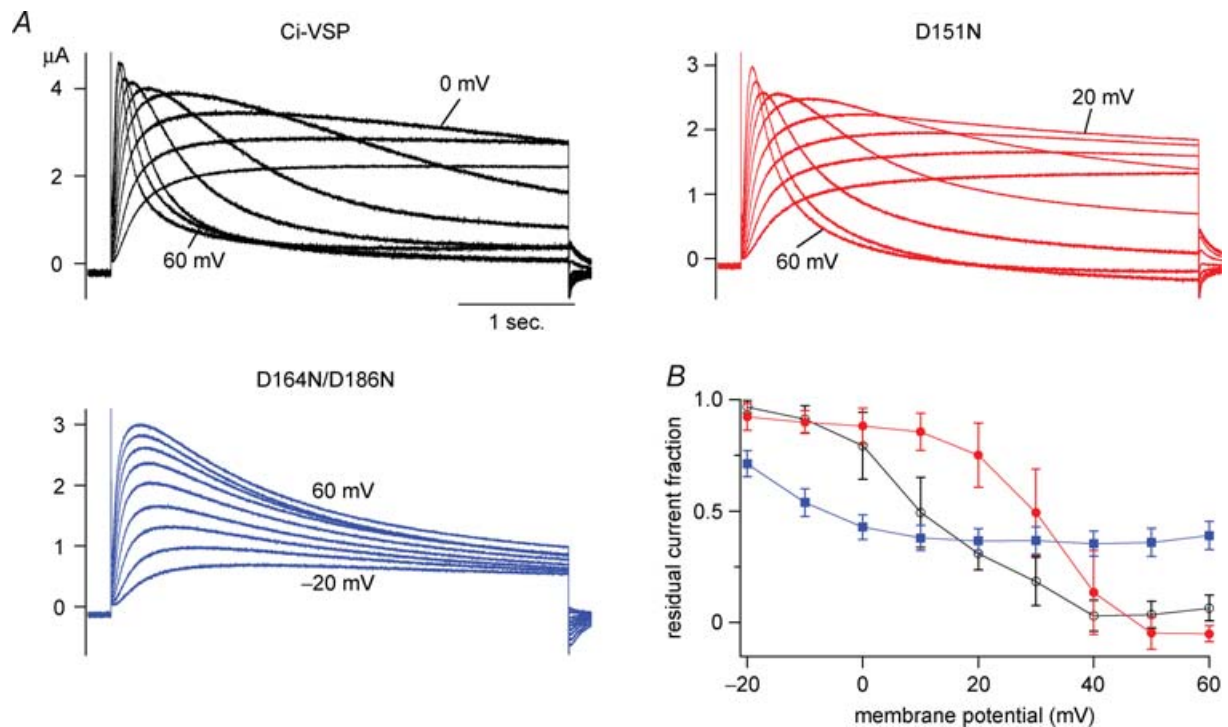 A
Ci-VSP
µA
4
2
0
0 mV
60 mV
1 sec.
D151N
3
2
1
0
20 mV
60 mV
D164N/D186N
3
2
1
0
60 mV
–20 mV
B
residual current fraction
1.0
0.5
0
–20
0
20
40
60
membrane potential (mV)